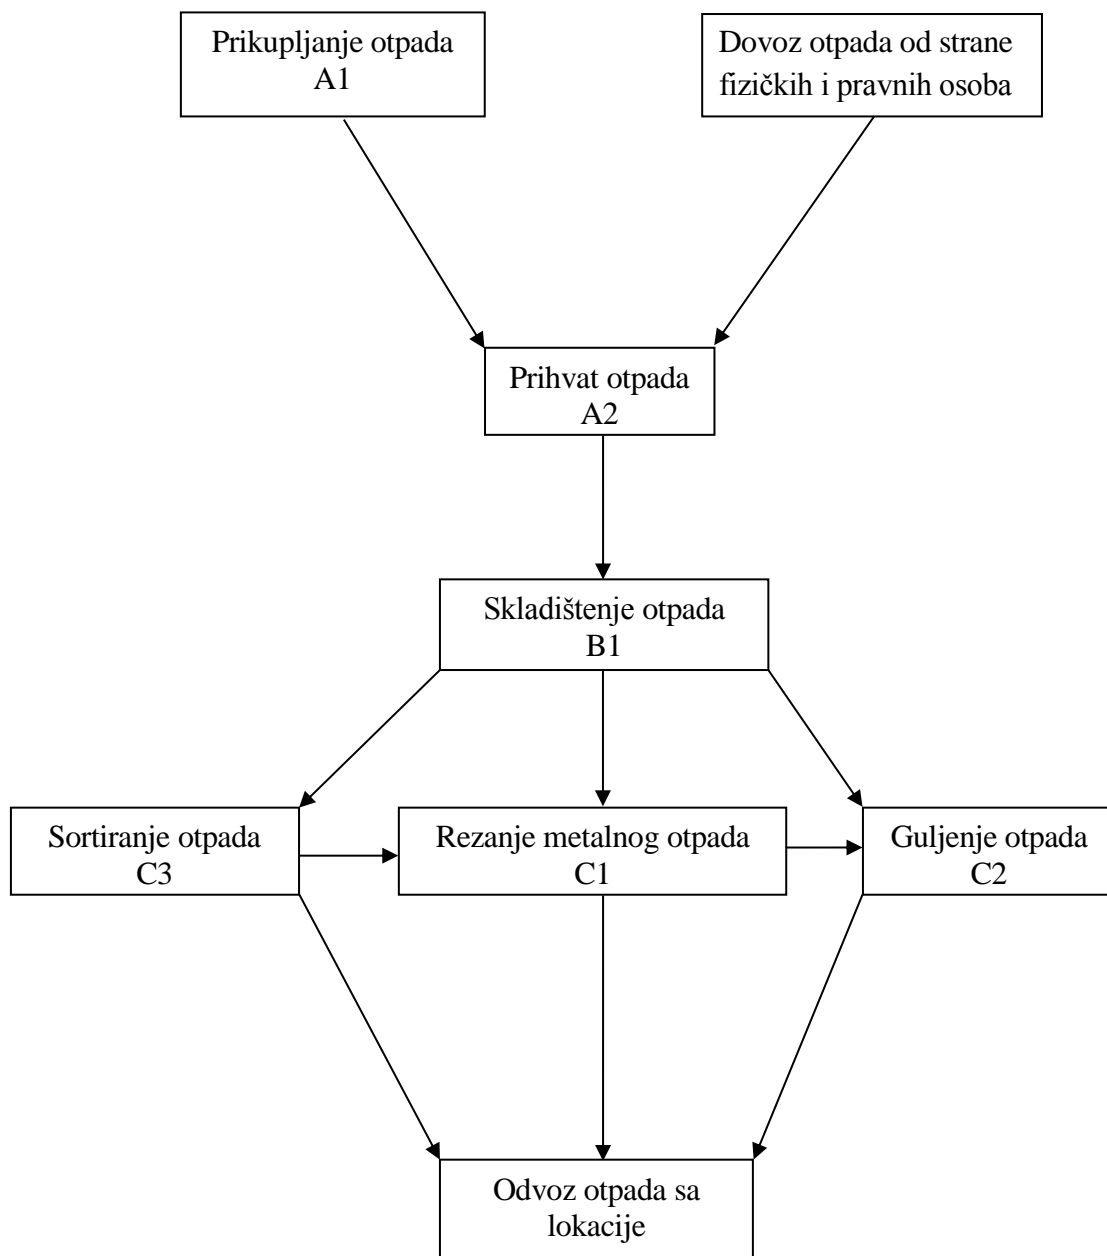 Prikupljanje otpada
A1
Dovoz otpada od strane
fizičkih i pravnih osoba
Prihvat otpada
A2
Skladištenje otpada
B1
Sortiranje otpada
C3
Rezanje metalnog otpada
C1
Guljenje otpada
C2
Odvoz otpada sa
lokacije